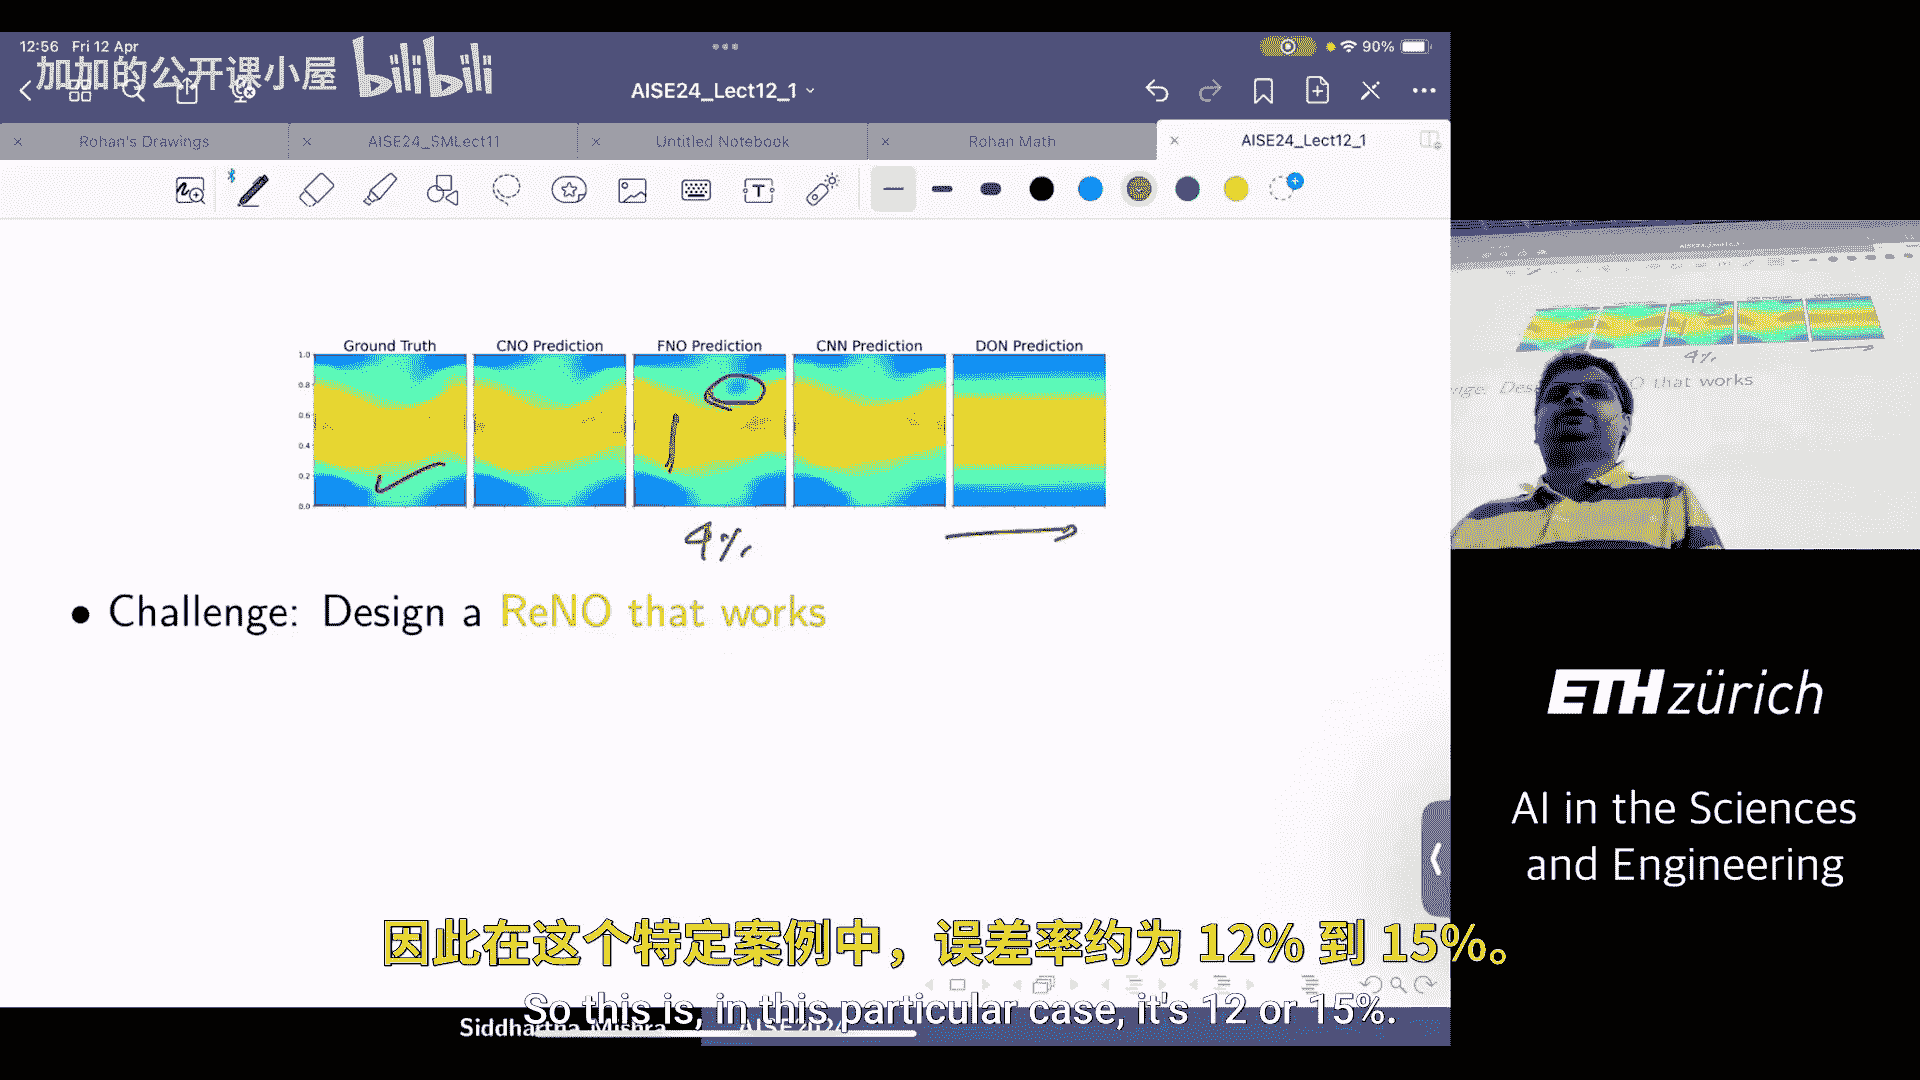 12:56 Fri 12 Apr
90%
加加的公开课小屋 bilibili
AISE24_Lect12_1
Rohan's Drawings
AISE24_SMLect11
Untitled Notebook
Rohan Math
AISE24_Lect12_1
Ground Truth
CNO Prediction
FNO Prediction
CNN Prediction
DON Prediction
1.0
0.8
0.6
0.4
0.2
0.0
4%
• Challenge: Design a ReNO that works
ETH zürich
AI in the Sciences
and Engineering
因此在这个特定案例中，误差率约为 12% 到 15%。
So this is, in this particular case, it's 12 or 15%.
Siddhartha Mishra
AISE2024